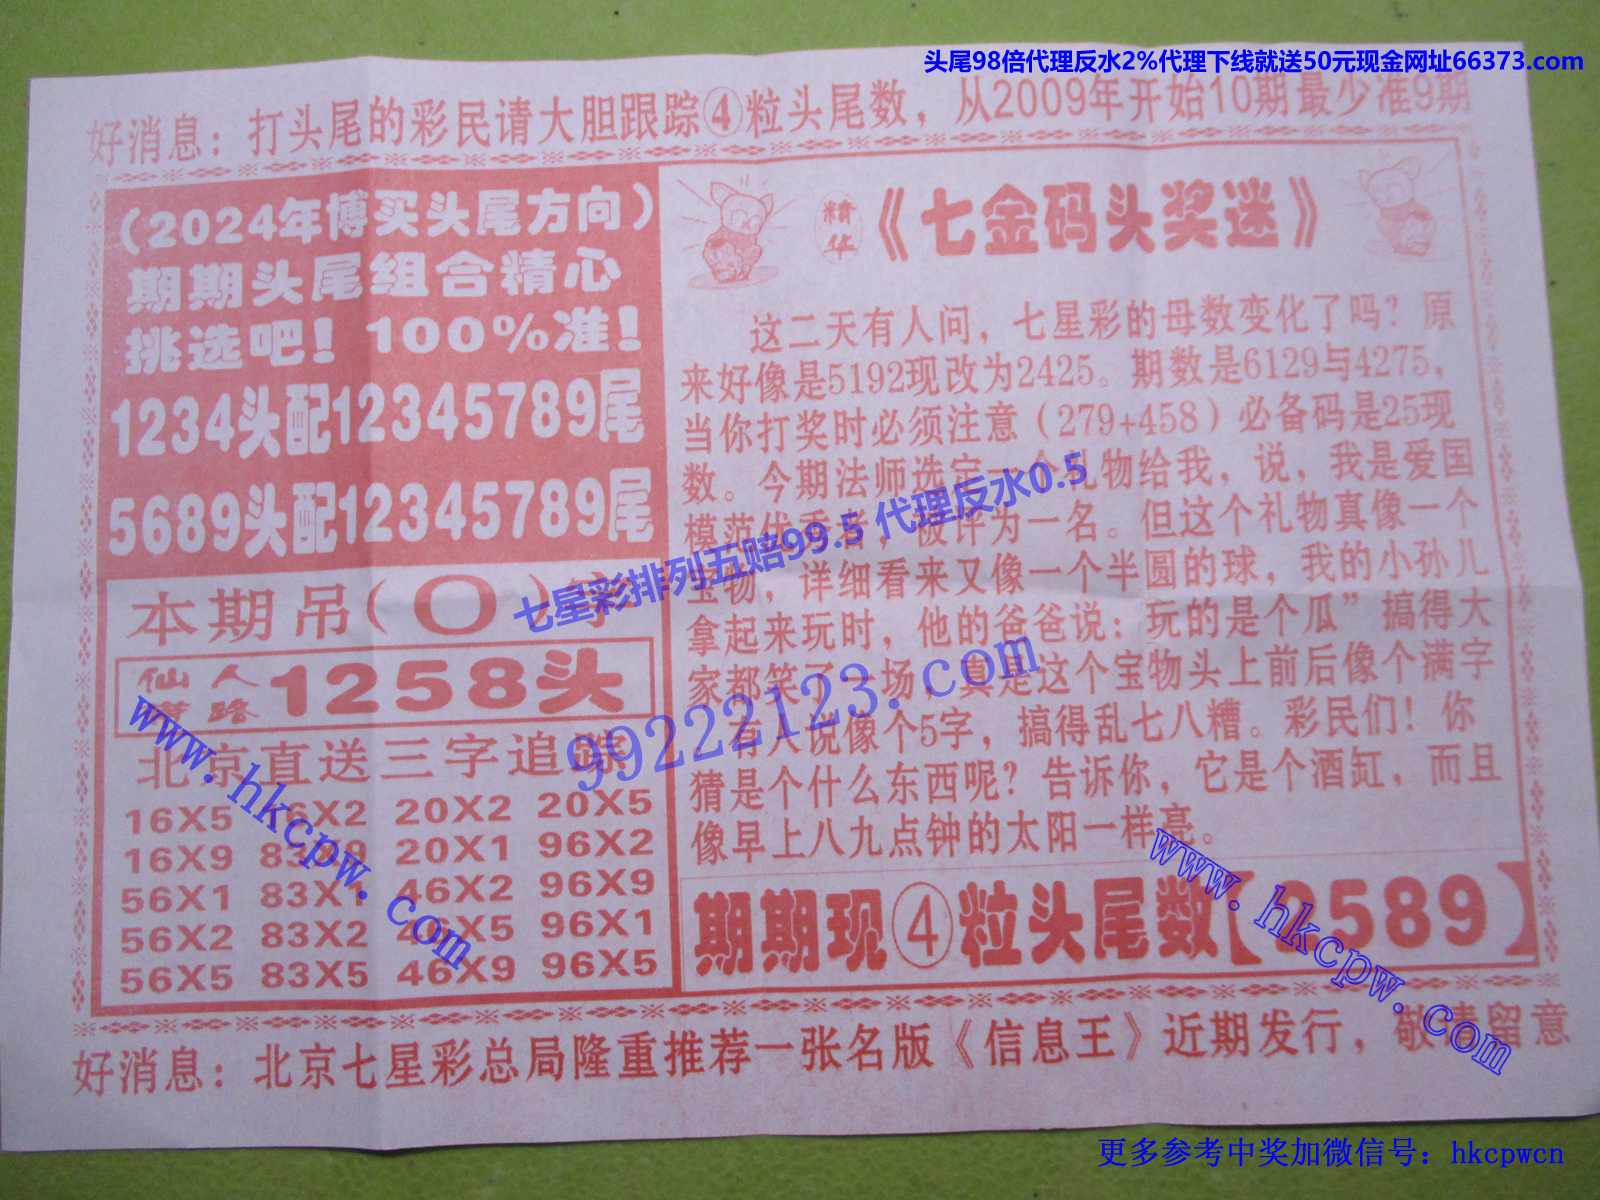 头尾98倍代理反水2%代理下线就送50元现金网址66373.com
好消息：打头尾的彩民请大胆跟踪④粒头尾数，从2009年开始10期最少准9期
（2024年博买头尾方向）
期期头尾组合精心
挑选吧！100%准！
1234头配12345789尾
5689头配12345789尾
本期吊（0）
仙人 路 1258头
北京直送三字追踪
16X5 X2 20X2 20X5
16X9 83X9 20X1 96X2
56X1 83X1 46X2 96X9
56X2 83X2 46X5 96X1
56X5 83X5 46X9 96X5
精华《七金码头奖迷》
这二天有人问，七星彩的母数变化了吗？原
来好像是5192现改为2425。期数是6129与4275，
当你打奖时必须注意（279+458）必备码是25现
数。今期法师选定一个礼物给我，说，我是爱国
模范优秀者，被评为一名。但这个礼物真像一个
宝物，详细看来又像一个半圆的球，我的小孙儿
拿起来玩时，他的爸爸说：玩的是个瓜”搞得大
家都笑了一场，真是这个宝物头上前后像个满字
有人说像个5字，搞得乱七八糟。彩民们！你
猜是个什么东西呢？告诉你，它是个酒缸，而且
像早上八九点钟的太阳一样亮。
期期现④粒头尾数【2589】
好消息：北京七星彩总局隆重推荐一张名版《信息王》近期发行，敬请留意
七星彩排列五赔99.5 代理反水0.5
99222123.com
www.hkcpw.com
www.hkcpw.com
更多参考中奖加微信号：hkcpwcn